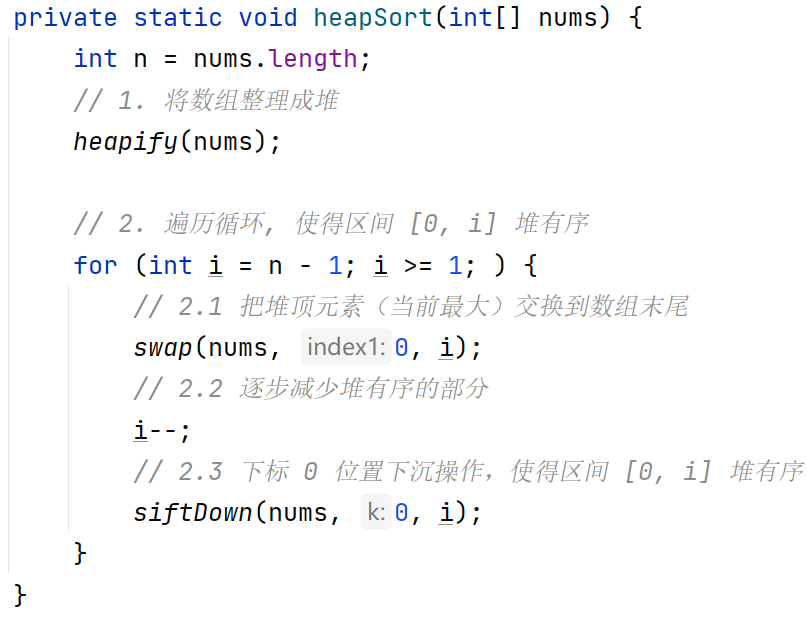 private static void heapSort(int[] nums) {
    int n = nums.length;
    // 1. 将数组整理成堆
    heapify(nums);

    // 2. 遍历循环, 使得区间 [0, i] 堆有序
    for (int i = n - 1; i >= 1; ) {
        // 2.1 把堆顶元素（当前最大）交换到数组末尾
        swap(nums, index1: 0, i);
        // 2.2 逐步减少堆有序的部分
        i--;
        // 2.3 下标 0 位置下沉操作，使得区间 [0, i] 堆有序
        siftDown(nums, k: 0, i);
    }
}